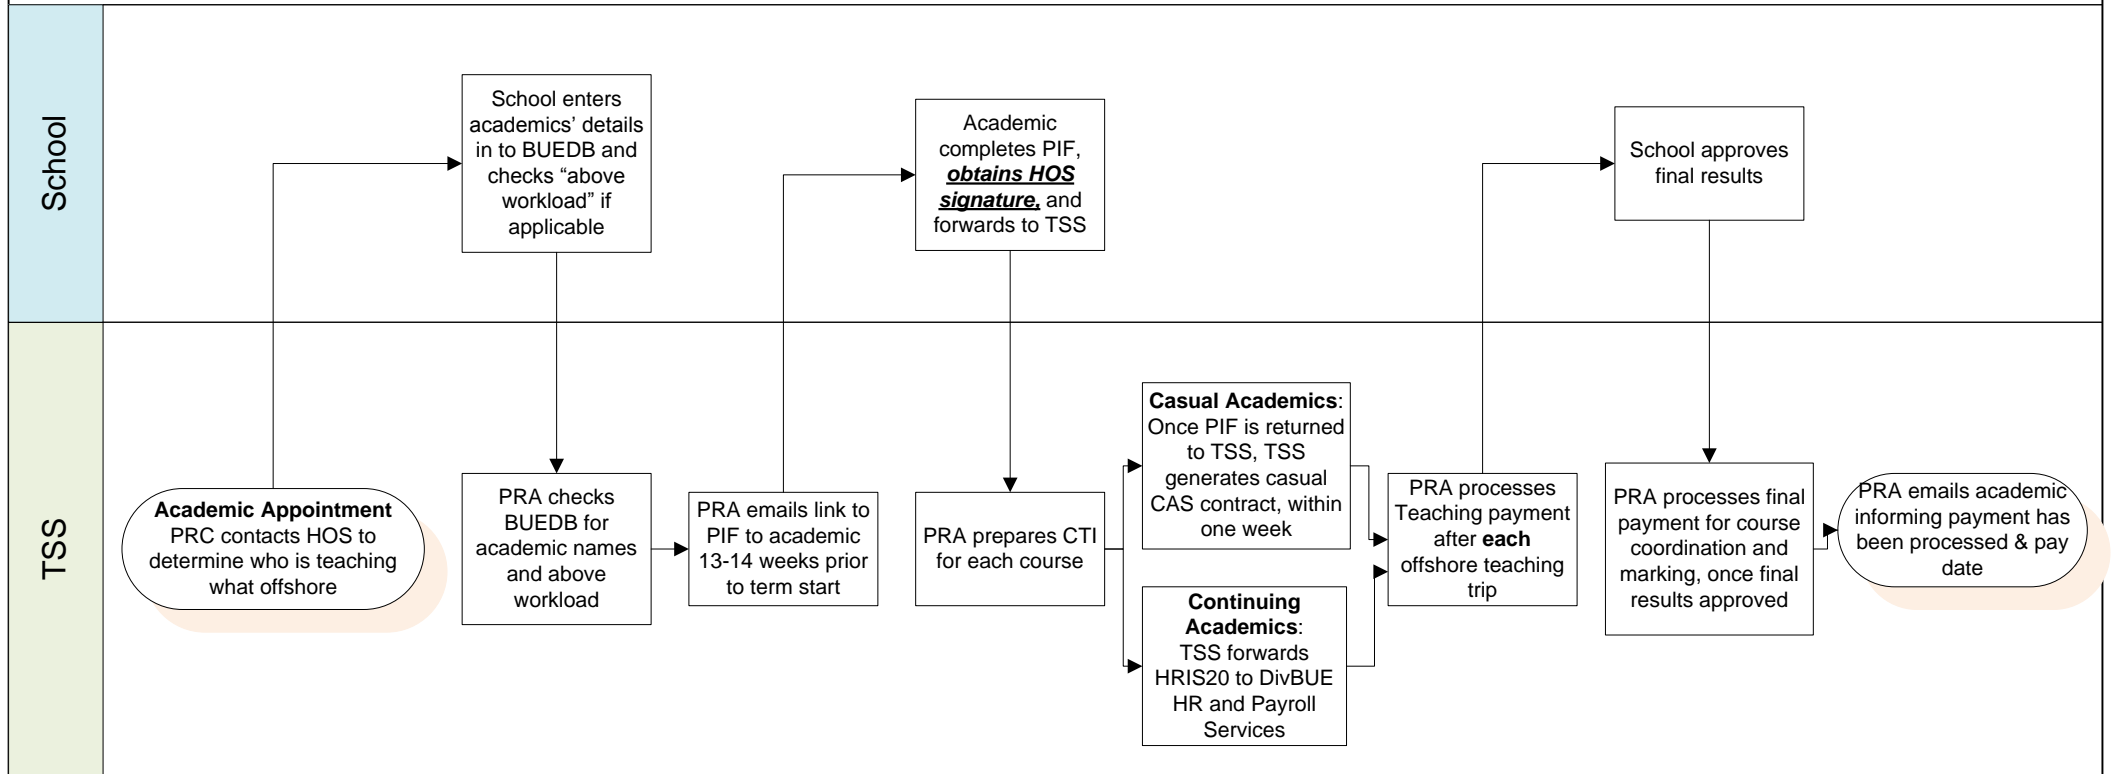 School
School enters
academics’ details
in to BUEDB and
checks “above
workload” if
applicable
Academic
completes PIF,
obtains HOS
signature, and
forwards to TSS
School approves
final results
TSS
Academic Appointment
PRC contacts HOS to
determine who is teaching
what offshore
PRA checks
BUEDB for
academic names
and above
workload
PRA emails link to
PIF to academic
13-14 weeks prior
to term start
PRA prepares CTI
for each course
Casual Academics:
Once PIF is returned
to TSS, TSS
generates casual
CAS contract, within
one week
Continuing
Academics:
TSS forwards
HRIS20 to DivBUE
HR and Payroll
Services
PRA processes
Teaching payment
after each
offshore teaching
trip
PRA processes final
payment for course
coordination and
marking, once final
results approved
PRA emails academic
informing payment has
been processed & pay
date